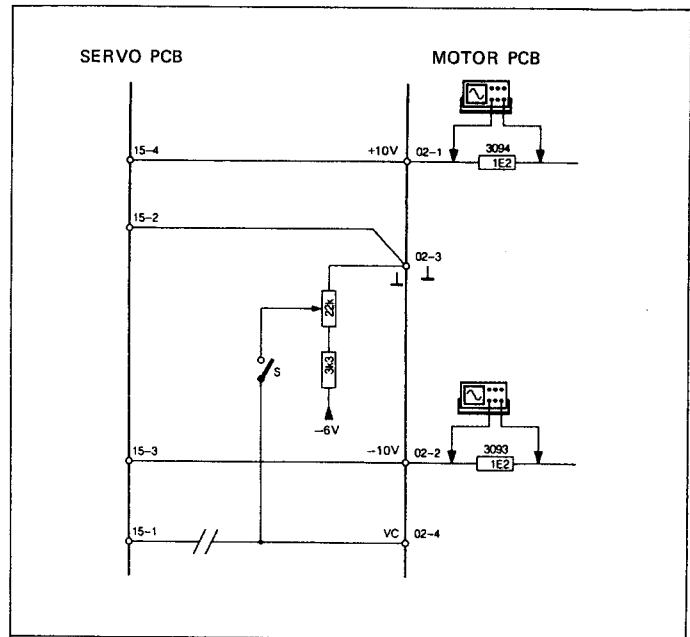 SERVO PCB
MOTOR PCB
15-4
+10V
02-1
3094
1E2
15-2
02-3
22k
S
3k3
-6V
15-3
-10V
02-2
3093
1E2
15-1
VC
02-4